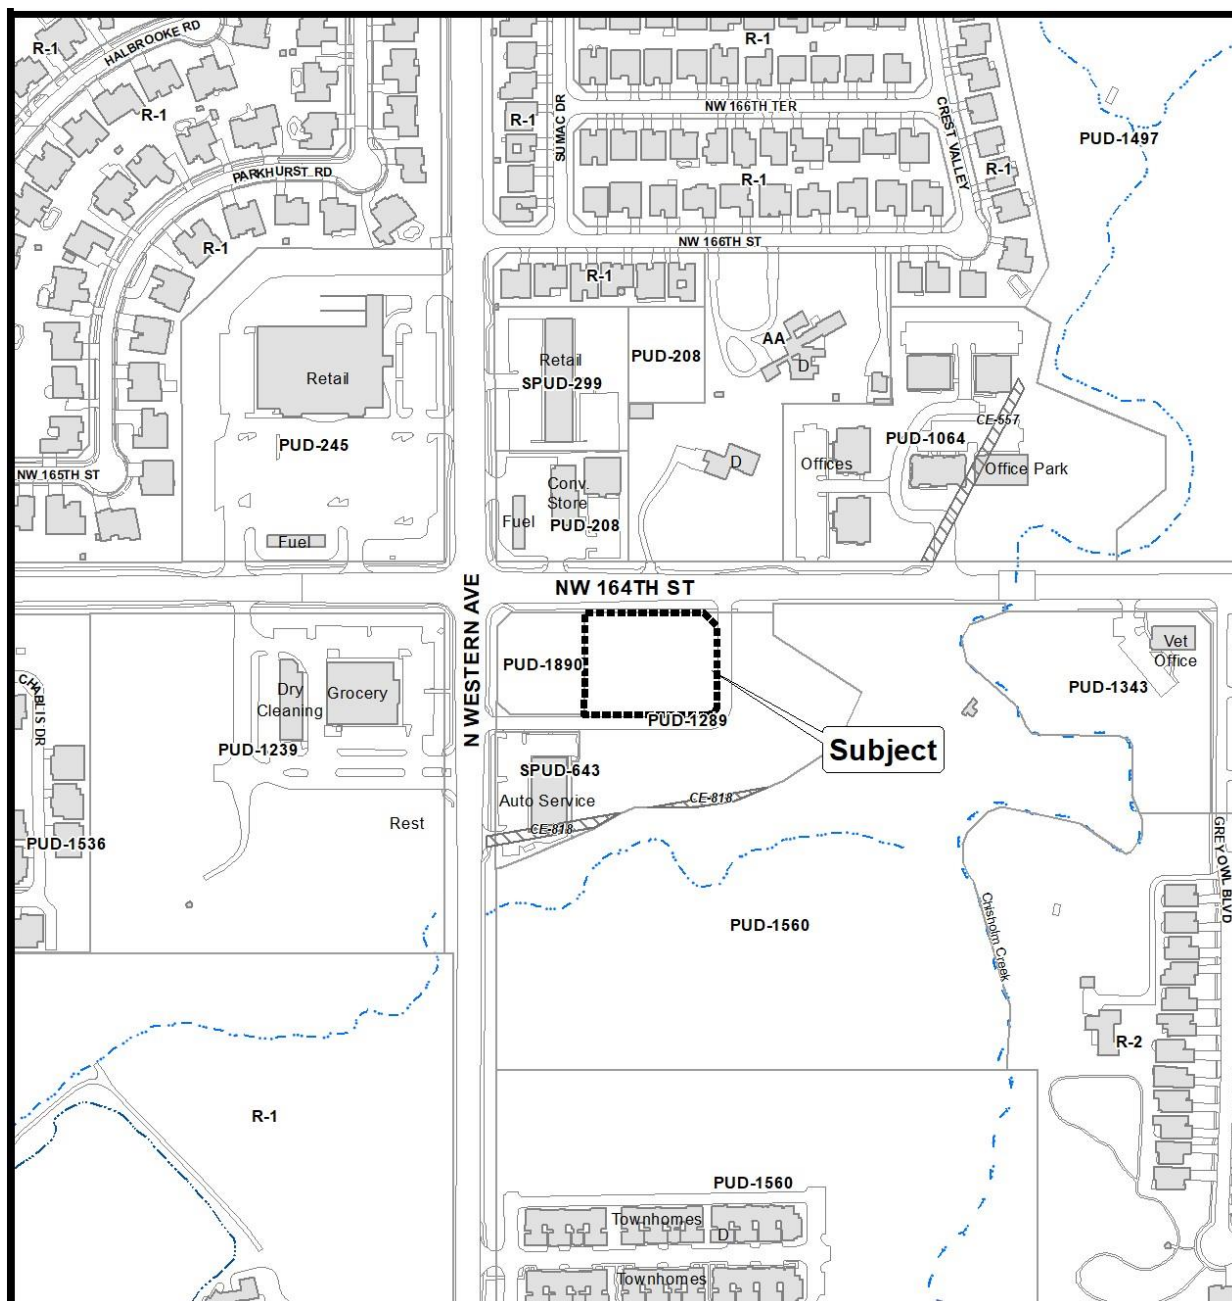 R-1
HALBROOKE RD
R-1
PARKHURST RD
R-1
R-1
SUMAC DR
R-1
NW 166TH TER
CREST VALLEY
R-1
R-1
NW 166TH ST
R-1
PUD-1497
Retail
PUD-245
Fuel
NW 165TH ST
Retail
SPUD-299
PUD-208
AA
D
D
Conv.
Store
Fuel
PUD-208
Offices
PUD-1064
CE-557
Office Park
NW 164TH ST
N WESTERN AVE
PUD-1890
PUD-1289
Subject
Vet
Office
PUD-1343
Dry
Cleaning
Grocery
PUD-1239
CHABLIS DR
PUD-1536
Rest
SPUD-643
Auto Service
CE-818
CE-818
PUD-1560
Chisholm Creek
GREY OWL BLVD
R-2
R-1
PUD-1560
Townhomes
D
Townhomes